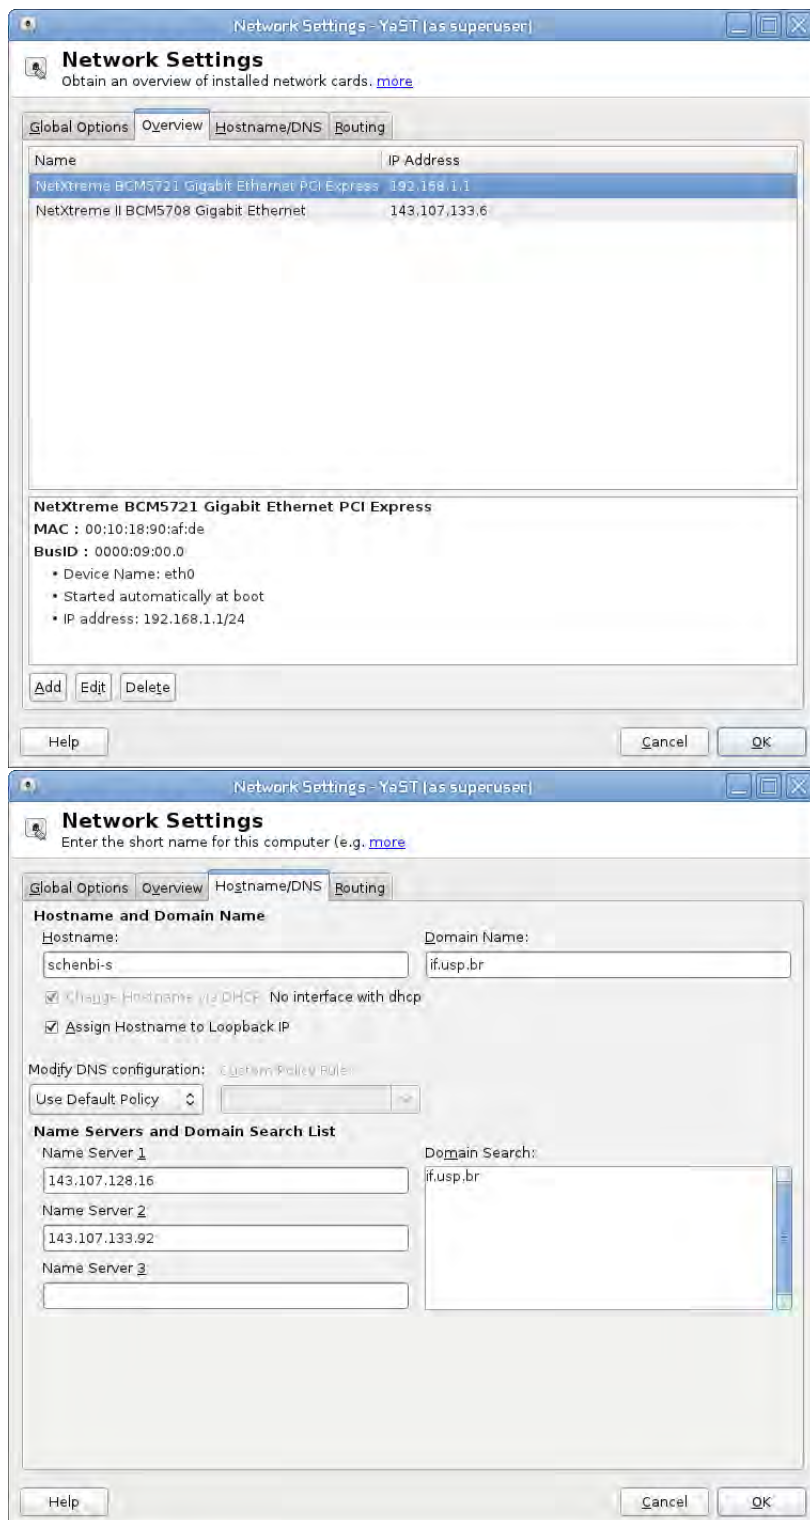 Network Settings - YaST (as superuser)
Network Settings
Obtain an overview of installed network cards. more
Global Options Overview Hostname/DNS Routing
Name IP Address
NetXtreme BCM5721 Gigabit Ethernet PCI Express 192.168.1.1
NetXtreme II BCM5708 Gigabit Ethernet 143.107.133.6
NetXtreme BCM5721 Gigabit Ethernet PCI Express
MAC : 00:10:18:90:af:de
BusID : 0000:09:00.0
• Device Name: eth0
• Started automatically at boot
• IP address: 192.168.1.1/24
Add Edit Delete
Help Cancel OK
Network Settings - YaST (as superuser)
Network Settings
Enter the short name for this computer (e.g. more
Global Options Overview Hostname/DNS Routing
Hostname and Domain Name
Hostname: Domain Name:
schenbi-s if.usp.br
Change Hostname via DHCP No interface with dhcp
Assign Hostname to Loopback IP
Modify DNS configuration: Custom Policy Rule
Use Default Policy
Name Servers and Domain Search List
Name Server 1 Domain Search:
143.107.128.16 if.usp.br
Name Server 2
143.107.133.92
Name Server 3
Help Cancel OK